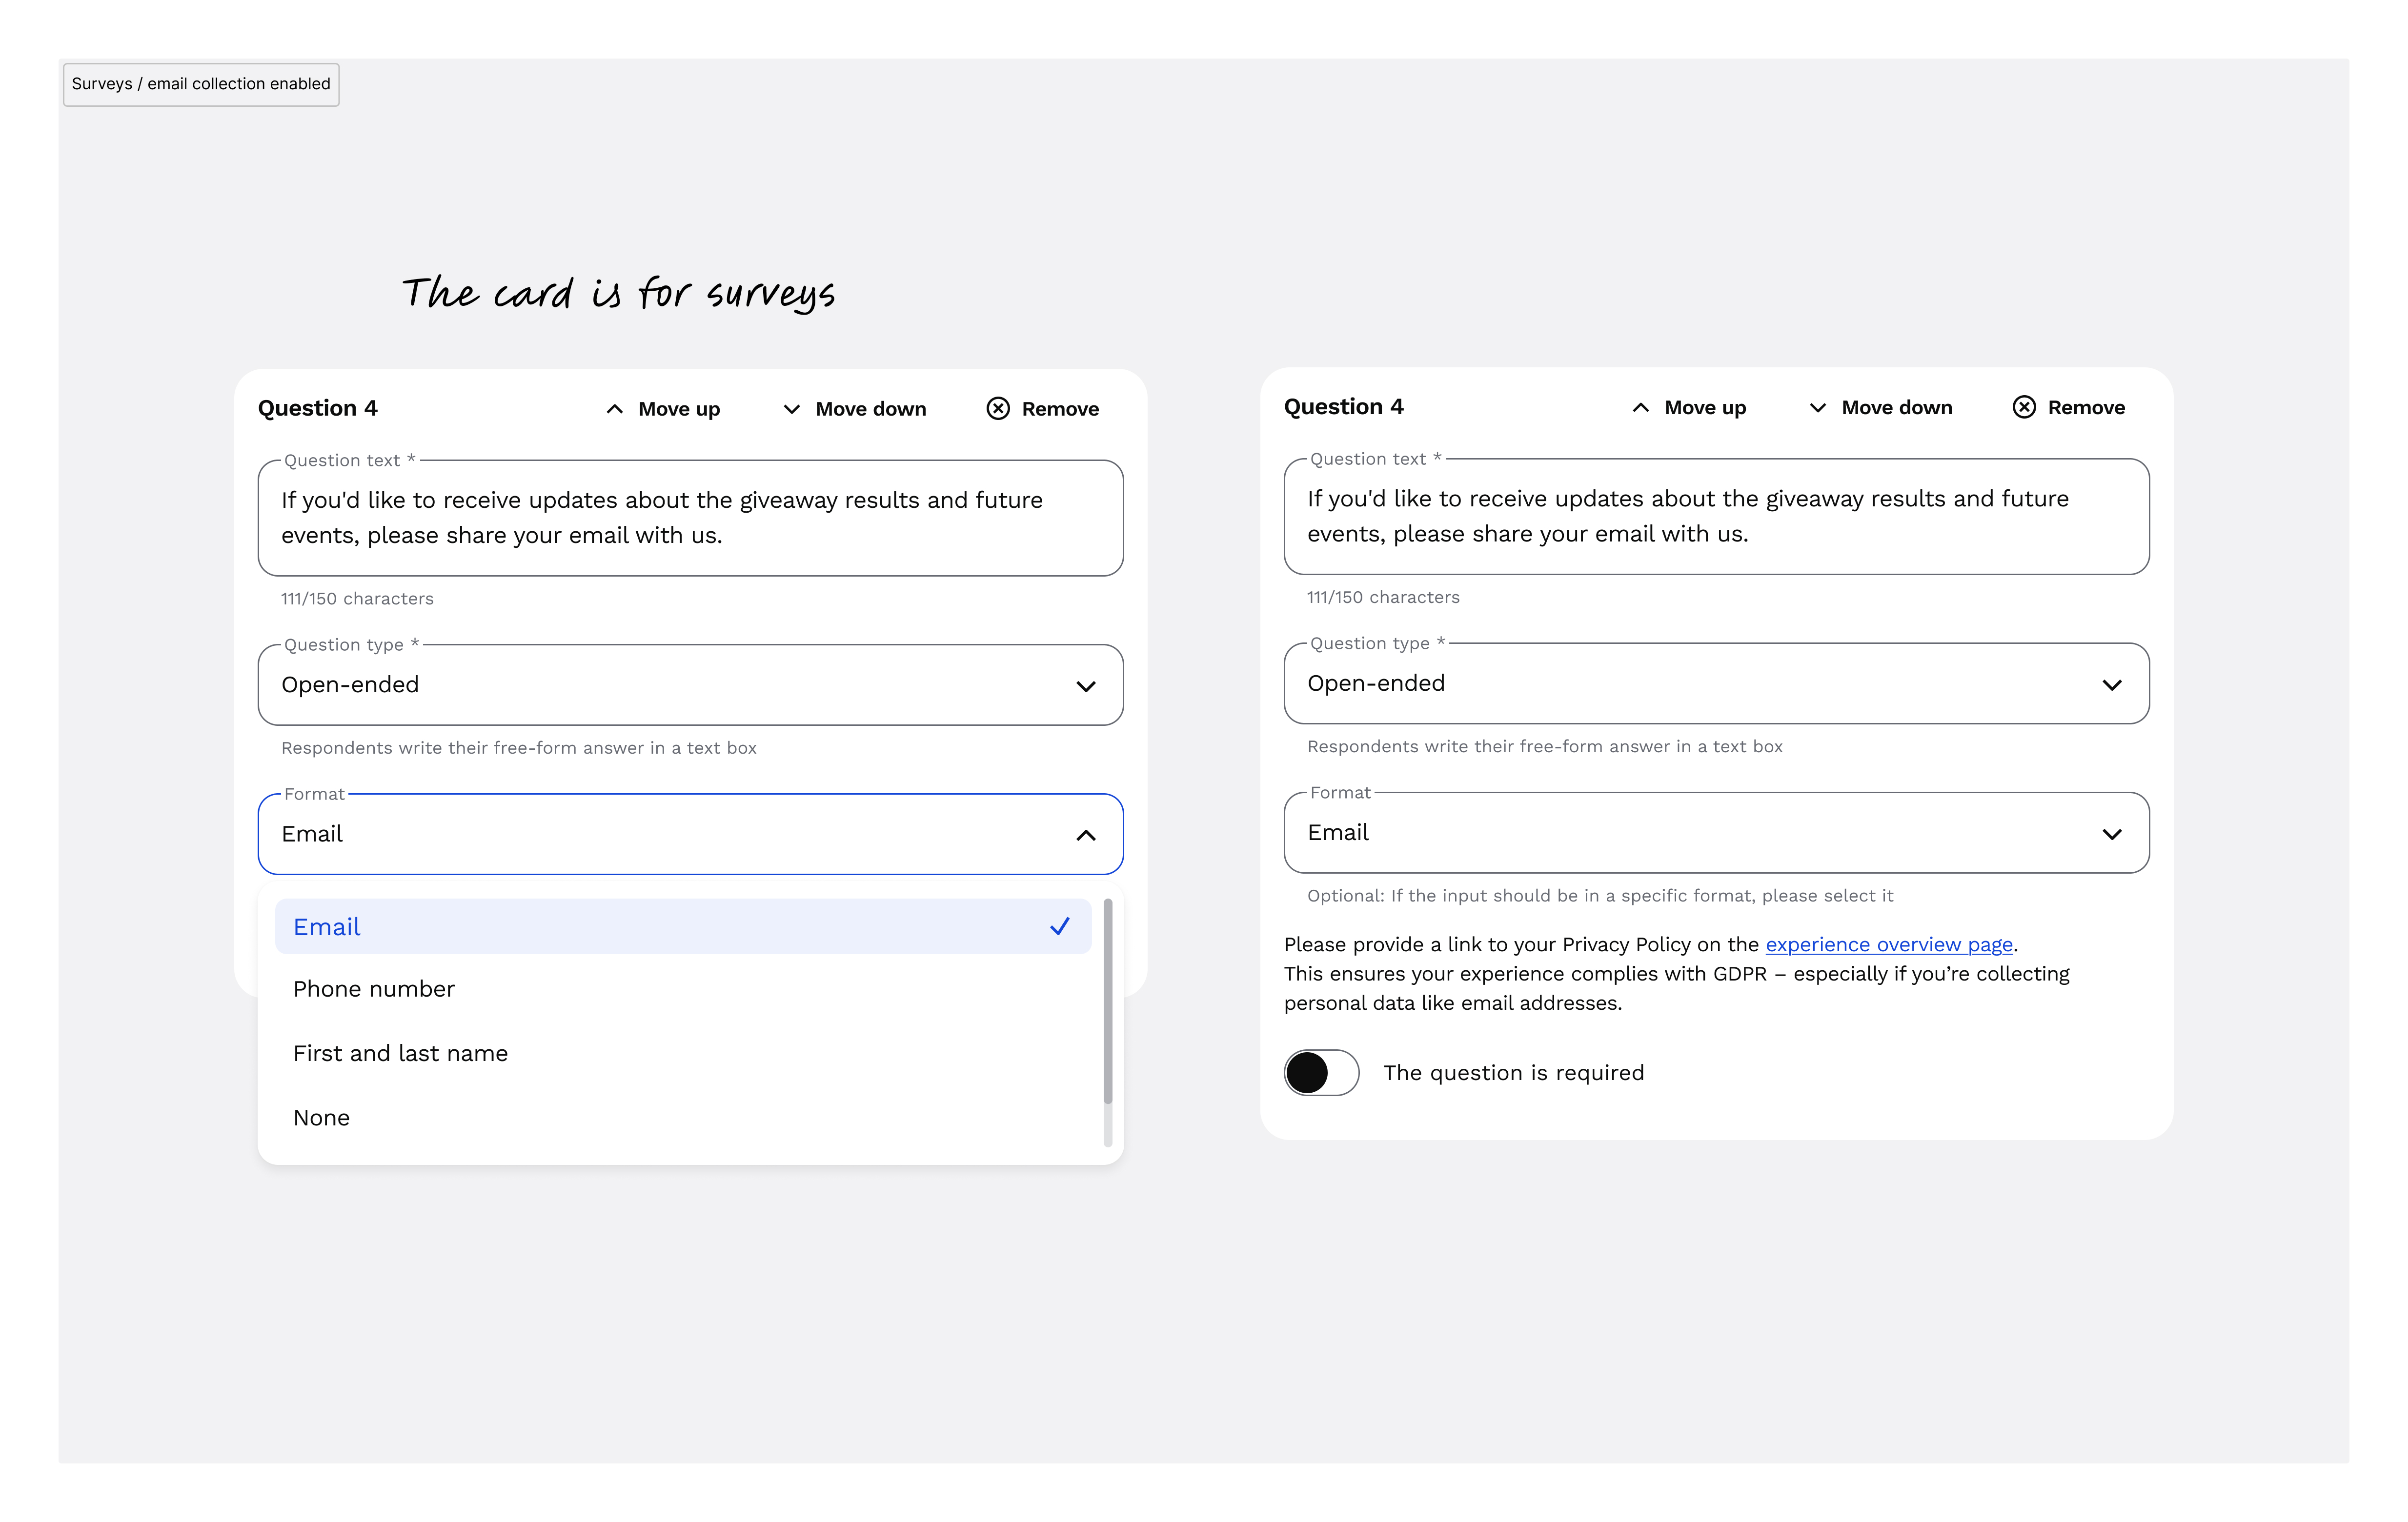 Surveys / email collection enabled
The card is for surveys
Question 4
Move up
Move down
Remove
Question text *
If you'd like to receive updates about the giveaway results and future
events, please share your email with us.
111/150 characters
Question type *
Open-ended
Respondents write their free-form answer in a text box
Format
Email
Email
Phone number
First and last name
None
Question 4
Move up
Move down
Remove
Question text *
If you'd like to receive updates about the giveaway results and future
events, please share your email with us.
111/150 characters
Question type *
Open-ended
Respondents write their free-form answer in a text box
Format
Email
Optional: If the input should be in a specific format, please select it
Please provide a link to your Privacy Policy on the experience overview page.
This ensures your experience complies with GDPR – especially if you’re collecting
personal data like email addresses.
The question is required